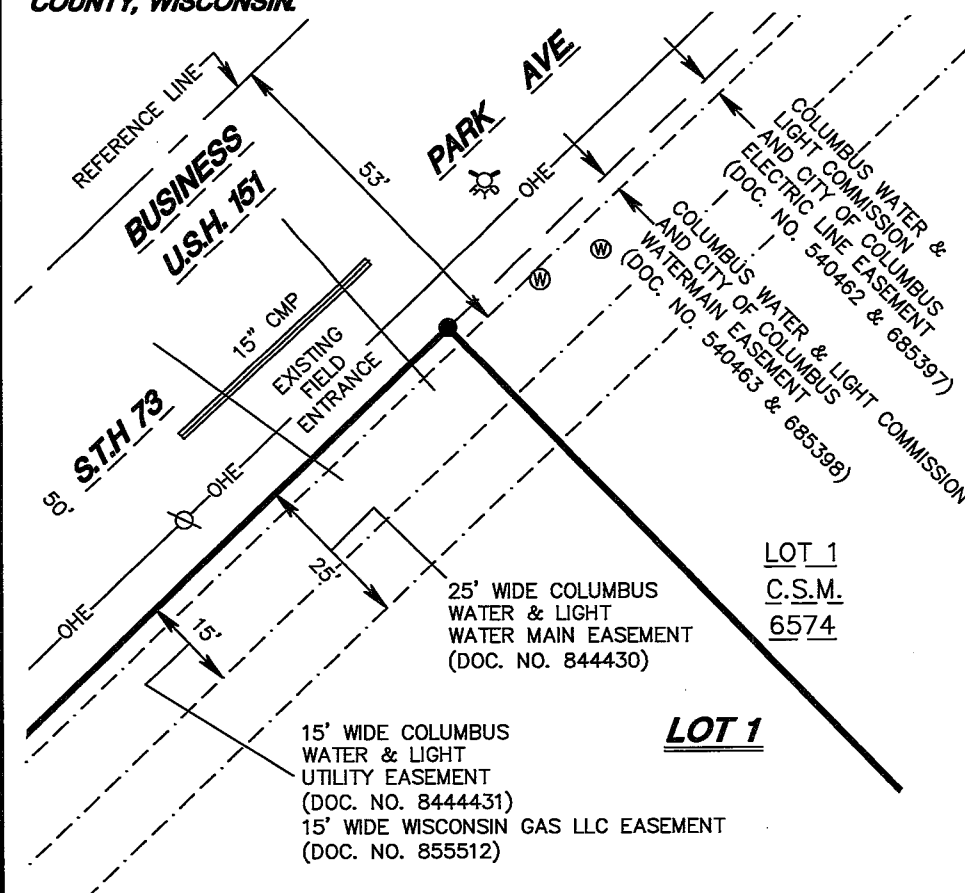 COUNTY, WISCONSIN.
REFERENCE LINE
BUSINESS
U.S.H. 151
53'
PARK AVE.
OHE
COLUMBUS WATER &
LIGHT COMMISSION
AND CITY OF COLUMBUS
ELECTRIC LINE EASEMENT
(DOC. NO. 540462 & 685397)
W
W
COLUMBUS WATER & LIGHT COMMISSION
AND CITY OF COLUMBUS
WATERMAIN EASEMENT
(DOC. NO. 540463 & 685398)
15" CMP
EXISTING
FIELD
ENTRANCE
50'
S.T.H 73
OHE
OHE
25'
15'
25' WIDE COLUMBUS
WATER & LIGHT
WATER MAIN EASEMENT
(DOC. NO. 844430)
LOT 1
C.S.M.
6574
LOT 1
15' WIDE COLUMBUS
WATER & LIGHT
UTILITY EASEMENT
(DOC. NO. 8444431)
15' WIDE WISCONSIN GAS LLC EASEMENT
(DOC. NO. 855512)